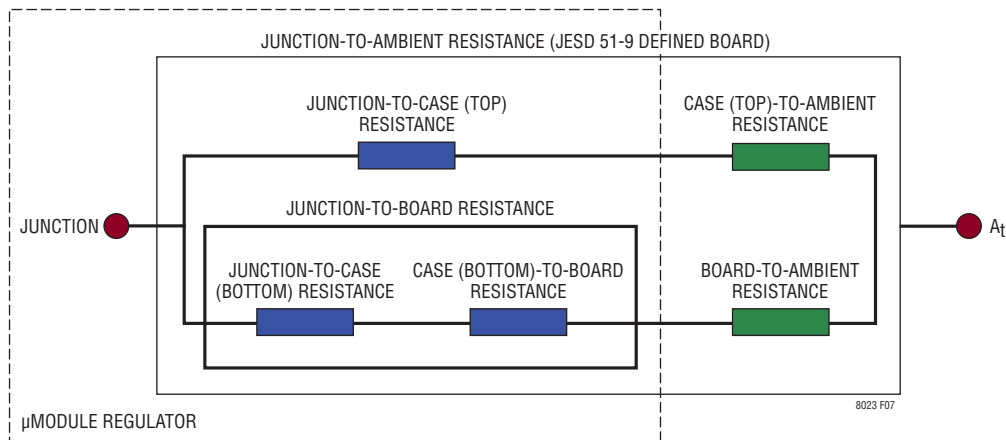 JUNCTION-TO-AMBIENT RESISTANCE (JESD 51-9 DEFINED BOARD)
JUNCTION-TO-CASE (TOP)
RESISTANCE
CASE (TOP)-TO-AMBIENT
RESISTANCE
JUNCTION
JUNCTION-TO-BOARD RESISTANCE
At
JUNCTION-TO-CASE
(BOTTOM) RESISTANCE
CASE (BOTTOM)-TO-BOARD
RESISTANCE
BOARD-TO-AMBIENT
RESISTANCE
8023 F07
µMODULE REGULATOR